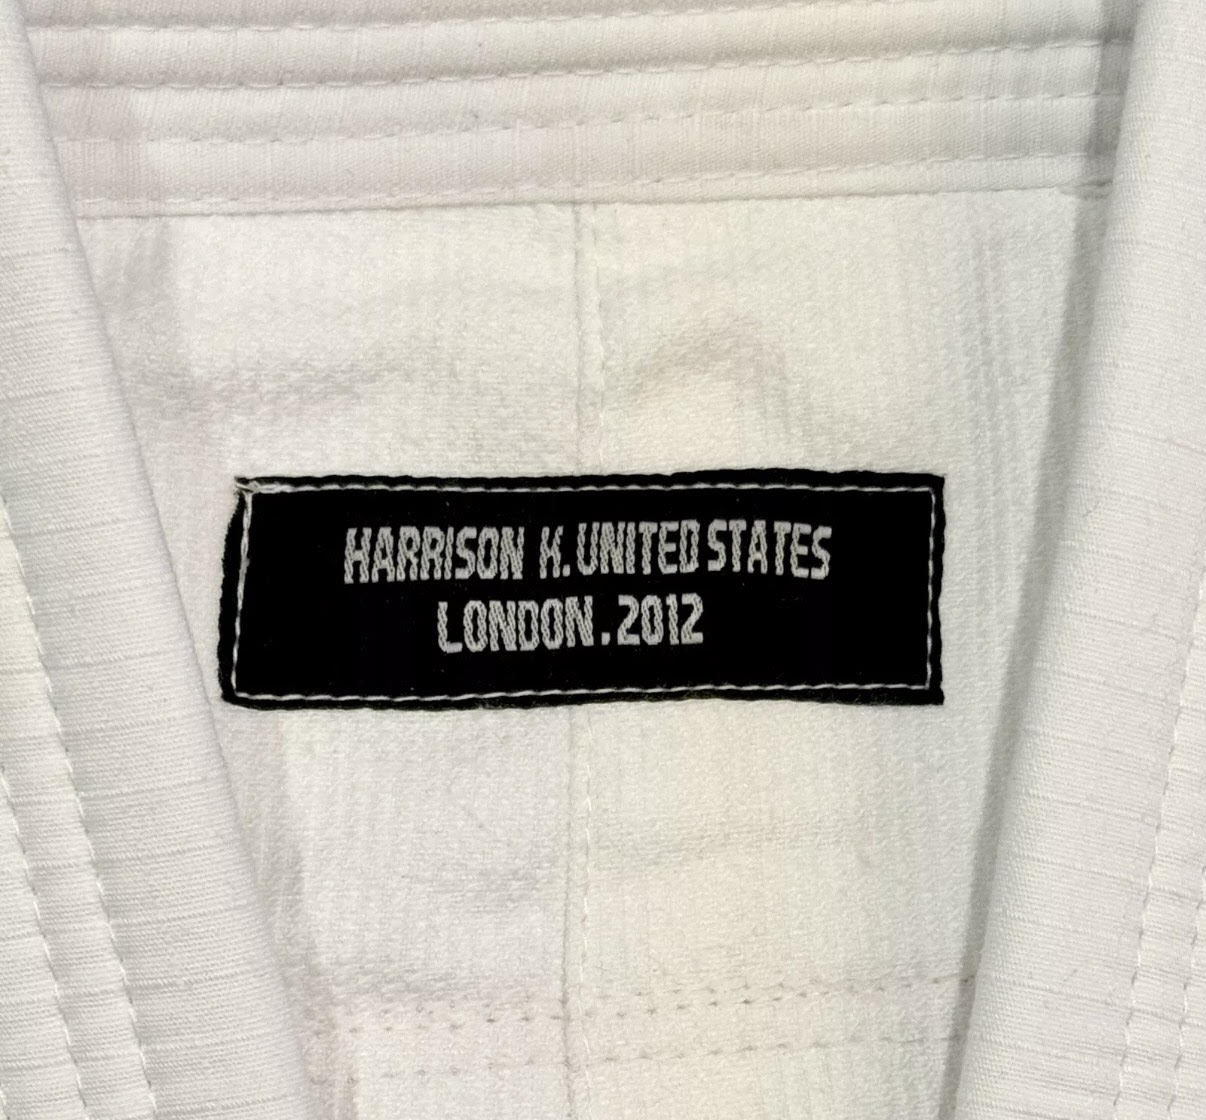 HARRISON K. UNITED STATES
LONDON.2012